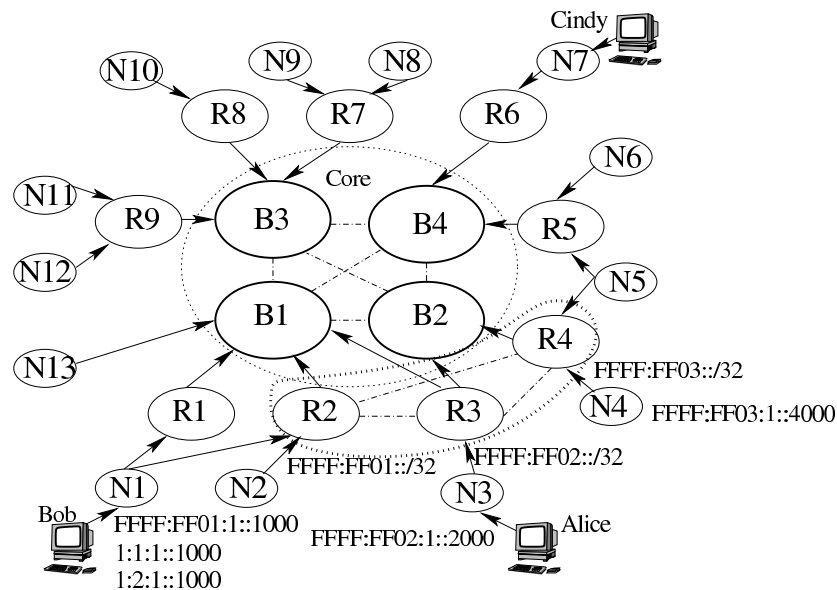 Cindy
N10
N9
N8
N7
R8
R7
R6
N6
Core
N11
R9
B3
B4
R5
N12
N5
B1
B2
R4
N13
FFFF:FF03::/32
R1
R2
R3
N4
FFFF:FF03:1::4000
FFFF:FF01::/32
FFFF:FF02::/32
N1
N2
N3
Bob
FFFF:FF01:1::1000
Alice
FFFF:FF02:1::2000
1:1:1::1000
1:2:1::1000